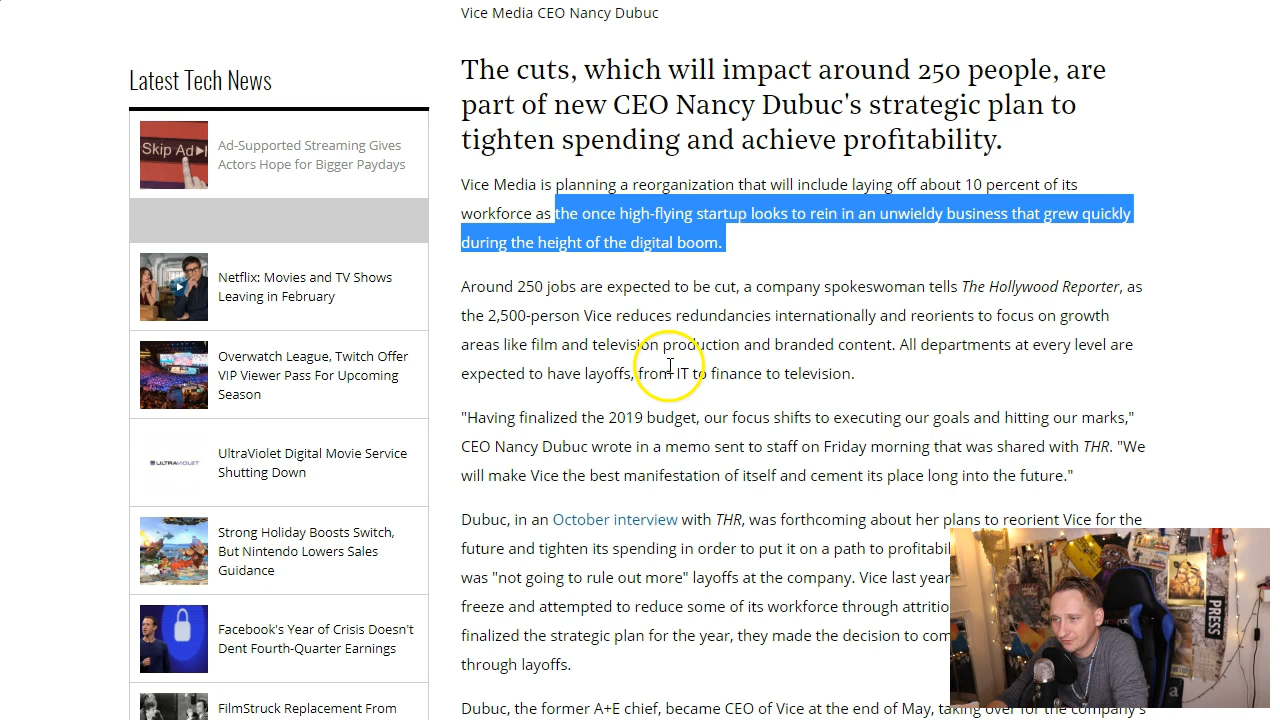 Vice Media CEO Nancy Dubuc
The cuts, which will impact around 250 people, are
part of new CEO Nancy Dubuc's strategic plan to
tighten spending and achieve profitability.
Vice Media is planning a reorganization that will include laying off about 10 percent of its
workforce as the once high-flying startup looks to rein in an unwieldy business that grew quickly
during the height of the digital boom.
Around 250 jobs are expected to be cut, a company spokeswoman tells The Hollywood Reporter, as
the 2,500-person Vice reduces redundancies internationally and reorients to focus on growth
areas like film and television production and branded content. All departments at every level are
expected to have layoffs, from IT to finance to television.
"Having finalized the 2019 budget, our focus shifts to executing our goals and hitting our marks,"
CEO Nancy Dubuc wrote in a memo sent to staff on Friday morning that was shared with THR. "We
will make Vice the best manifestation of itself and cement its place long into the future."
Dubuc, in an October interview with THR, was forthcoming about her plans to reorient Vice for the
future and tighten its spending in order to put it on a path to
was "not going to rule out more" layoffs at the company. Vice last year
freeze and attempted to reduce some of its workforce through
finalized the strategic plan for the year, they made the decision to
through layoffs.
Dubuc, the former A+E chief, became CEO of Vice at the end of May, taking over for the company's
Latest Tech News
Skip Ad
Ad-Supported Streaming Gives
Actors Hope for Bigger Paydays
Netflix: Movies and TV Shows
Leaving in February
Overwatch League, Twitch Offer
VIP Viewer Pass For Upcoming
Season
ULTRAVIOLET
UltraViolet Digital Movie Service
Shutting Down
Strong Holiday Boosts Switch,
But Nintendo Lowers Sales
Guidance
Facebook's Year of Crisis Doesn't
Dent Fourth-Quarter Earnings
FilmStruck Replacement From
PRESS